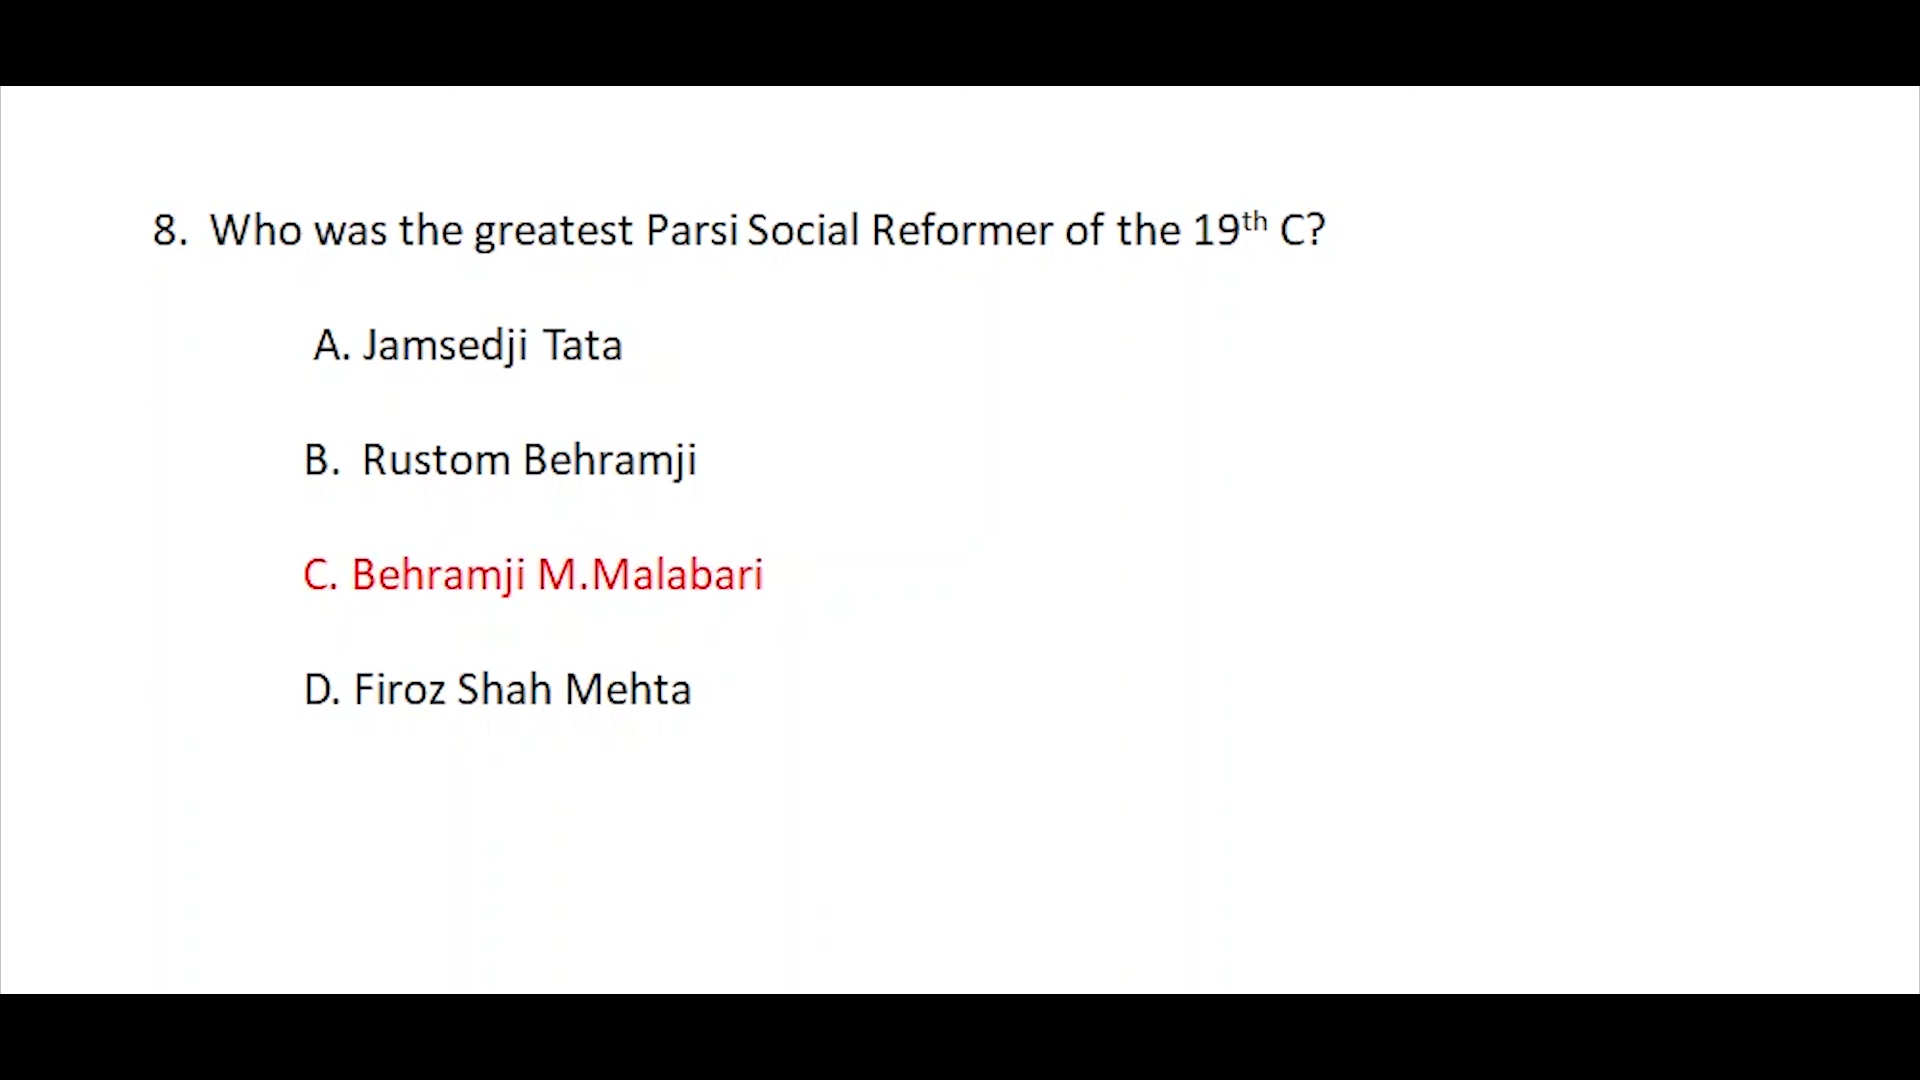 8. Who was the greatest Parsi Social Reformer of the 19th C?
A. Jamsedji Tata
B. Rustom Behramji
C. Behramji M.Malabari
D. Firoz Shah Mehta